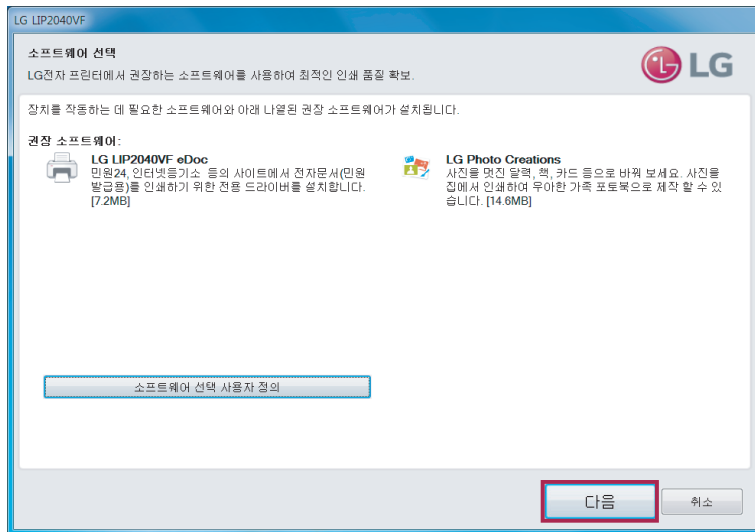 LG LIP2040VF
소프트웨어 선택
LG전자 프린터에서 권장하는 소프트웨어를 사용하여 최적인 인쇄 품질 확보.
LG
장치를 작동하는 데 필요한 소프트웨어와 아래 나열된 권장 소프트웨어가 설치됩니다.
권장 소프트웨어:
LG LIP2040VF eDoc
민원24, 인터넷등기소 등의 사이트에서 전자문서(민원
발급용)를 인쇄하기 위한 전용 드라이버를 설치합니다.
[7.2MB]
LG Photo Creations
사진을 멋진 달력, 책, 카드 등으로 바꿔 보세요. 사진을
집에서 인쇄하여 우아한 가족 포토북으로 제작 할 수 있
습니다. [14.6MB]
소프트웨어 선택 사용자 정의
다음
취소